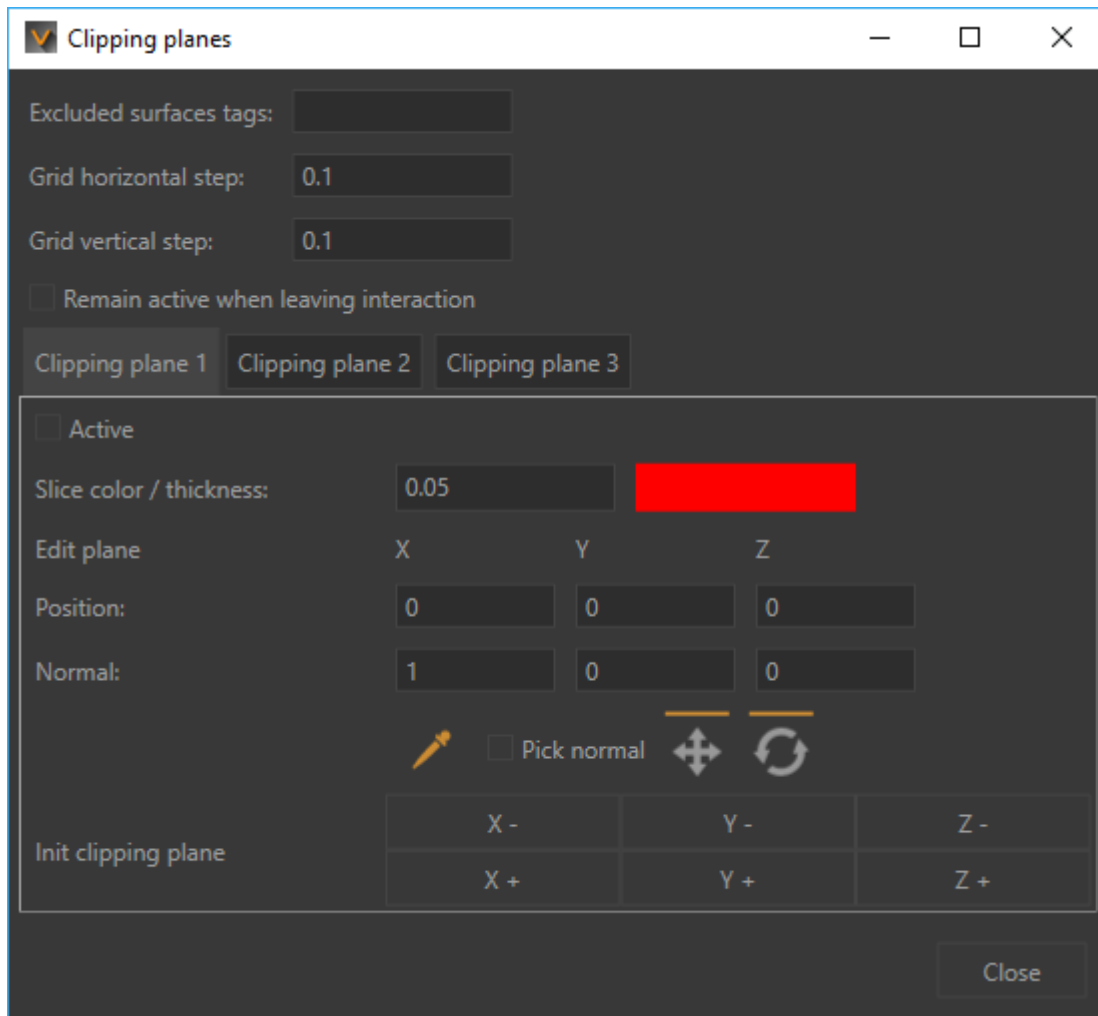 Clipping planes
Excluded surfaces tags:
Grid horizontal step: 0.1
Grid vertical step: 0.1
Remain active when leaving interaction
Clipping plane 1 Clipping plane 2 Clipping plane 3
Active
Slice color / thickness: 0.05
Edit plane X Y Z
Position: 0 0 0
Normal: 1 0 0
Pick normal
X - Y - Z -
Init clipping plane
X + Y + Z +
Close